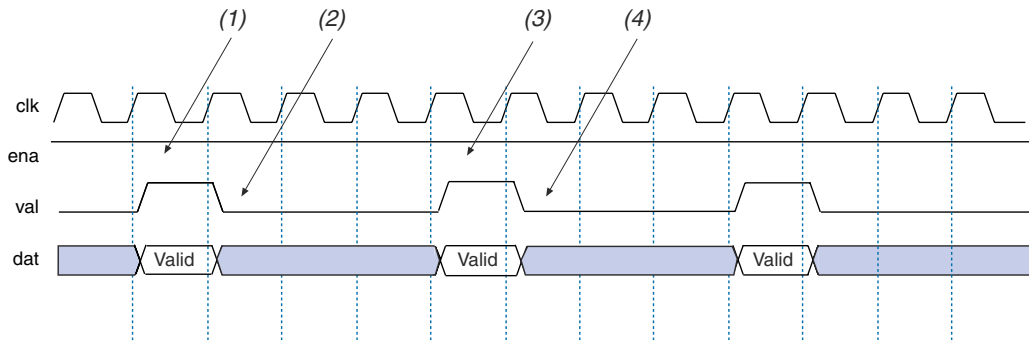 (1) (2) (3) (4)
clk
ena
val
dat Valid Valid Valid